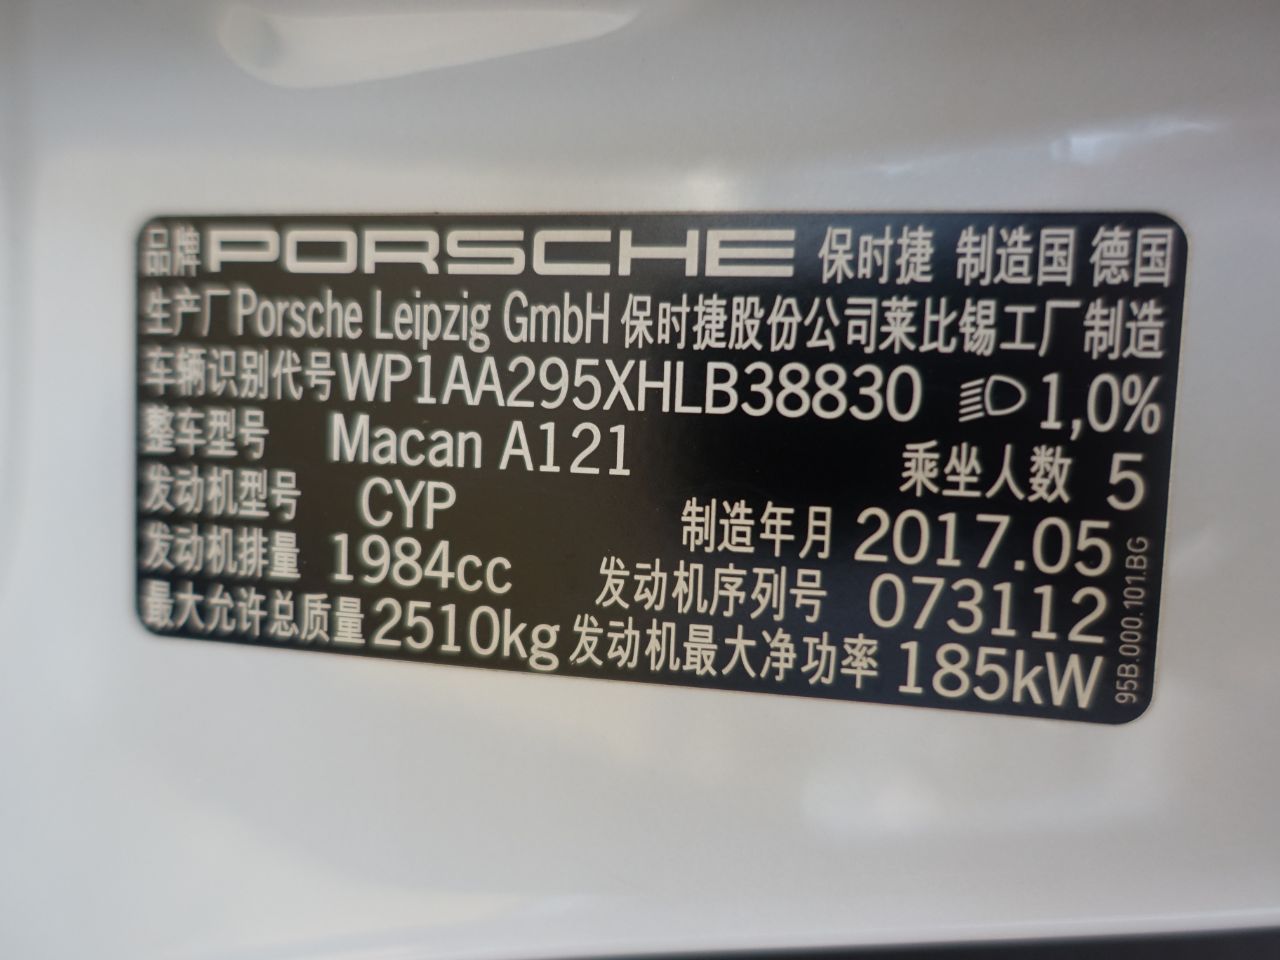 品牌 PORSCHE 保时捷 制造国 德国
生产厂 Porsche Leipzig GmbH 保时捷股份公司莱比锡工厂制造
车辆识别代号 WP1AA295XHLB38830 1,0%
整车型号 Macan A121 乘坐人数 5
发动机型号 CYP 制造年月 2017.05
发动机排量 1984cc 发动机序列号 073112
最大允许总质量 2510kg 发动机最大净功率 185kW
95B.000.101.BG